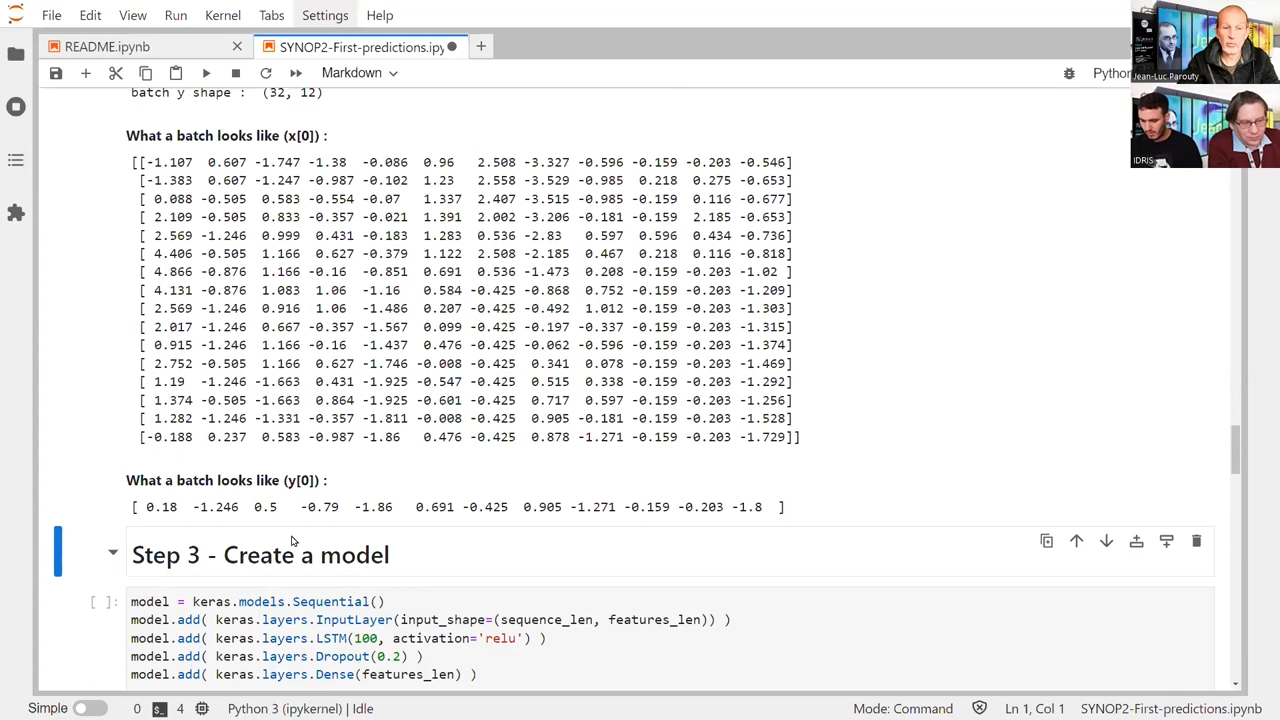 File Edit View Run Kernel Tabs Settings Help
README.ipynb
SYNOP2-First-predictions.ipy
Markdown
Python
batch y shape : (32, 12)
What a batch looks like (x[0]) :
[[-1.107 0.607 -1.747 -1.38 -0.086 0.96 2.508 -3.327 -0.596 -0.159 -0.203 -0.546]
[-1.383 0.607 -1.247 -0.987 -0.102 1.23 2.558 -3.529 -0.985 0.218 0.275 -0.653]
[ 0.088 -0.505 0.583 -0.554 -0.07 1.337 2.407 -3.515 -0.985 -0.159 0.116 -0.677]
[ 2.109 -0.505 0.833 -0.357 -0.021 1.391 2.002 -3.206 -0.181 -0.159 2.185 -0.653]
[ 2.569 -1.246 0.999 0.431 -0.183 1.283 0.536 -2.83 0.597 0.596 0.434 -0.736]
[ 4.406 -0.505 1.166 0.627 -0.379 1.122 2.508 -2.185 0.467 0.218 0.116 -0.818]
[ 4.866 -0.876 1.166 -0.16 -0.851 0.691 0.536 -1.473 0.208 -0.159 -0.203 -1.02 ]
[ 4.131 -0.876 1.083 1.06 -1.16 0.584 -0.425 -0.868 0.752 -0.159 -0.203 -1.209]
[ 2.569 -1.246 0.916 1.06 -1.486 0.207 -0.425 -0.492 1.012 -0.159 -0.203 -1.303]
[ 2.017 -1.246 0.667 -0.357 -1.567 0.099 -0.425 -0.197 -0.337 -0.159 -0.203 -1.315]
[ 0.915 -1.246 1.166 -0.16 -1.437 0.476 -0.425 -0.062 -0.596 -0.159 -0.203 -1.374]
[ 2.752 -0.505 1.166 0.627 -1.746 -0.008 -0.425 0.341 0.078 -0.159 -0.203 -1.469]
[ 1.19 -1.246 -1.663 0.431 -1.925 -0.547 -0.425 0.515 0.338 -0.159 -0.203 -1.292]
[ 1.374 -0.505 -1.663 0.864 -1.925 -0.601 -0.425 0.717 0.597 -0.159 -0.203 -1.256]
[ 1.282 -1.246 -1.331 -0.357 -1.811 -0.008 -0.425 0.905 -0.181 -0.159 -0.203 -1.528]
[-0.188 0.237 0.583 -0.987 -1.86 0.476 -0.425 0.878 -1.271 -0.159 -0.203 -1.729]]
What a batch looks like (y[0]) :
[ 0.18 -1.246 0.5 -0.79 -1.86 0.691 -0.425 0.905 -1.271 -0.159 -0.203 -1.8 ]
Step 3 - Create a model
[ ]: model = keras.models.Sequential()
model.add( keras.layers.InputLayer(input_shape=(sequence_len, features_len)) )
model.add( keras.layers.LSTM(100, activation='relu') )
model.add( keras.layers.Dropout(0.2) )
model.add( keras.layers.Dense(features_len) )
Simple 0 4 Python 3 (ipykernel) | Idle Mode: Command Ln 1, Col 1 SYNOP2-First-predictions.ipynb
Jean-Luc Parouty
IDRIS